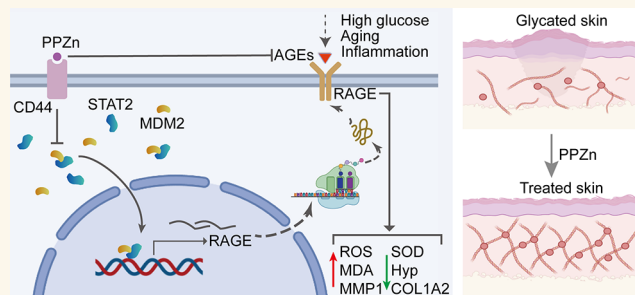 High glucose
Aging
Inflammation
PPZn
AGEs
RAGE
CD44
STAT2
MDM2
RAGE
ROS
MDA
MMP1
SOD
Hyp
COL1A2
Glycated skin
PPZn
Treated skin